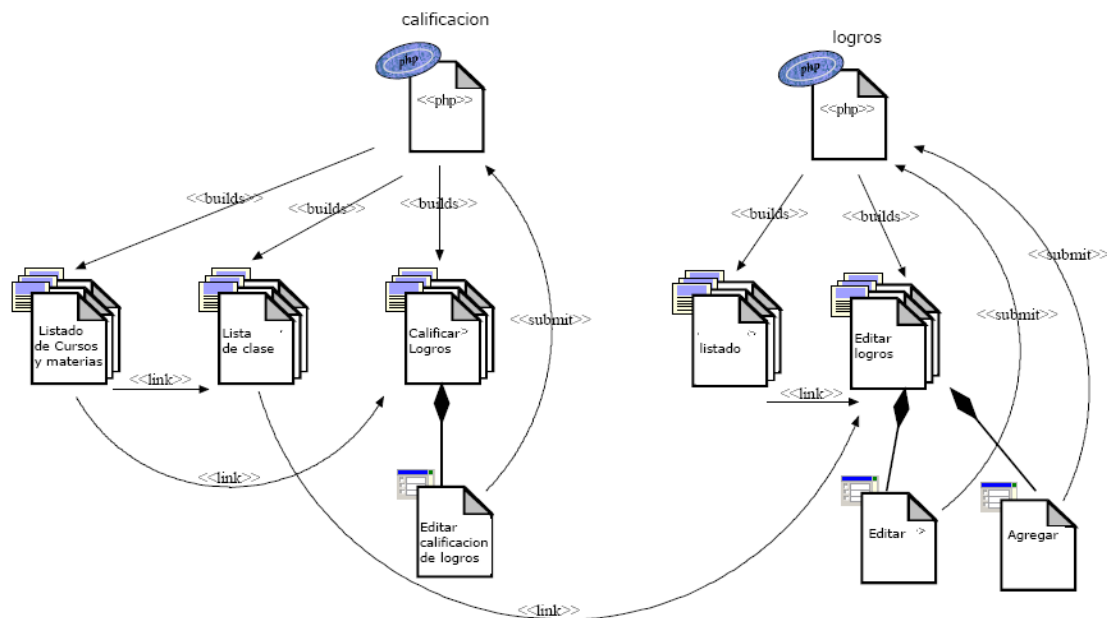 calificacion
logros
php
php
<<php>>
<<php>>
<<builds>>
<<builds>>
<<builds>>
<<builds>>
<<builds>>
<<submit>>
<<submit>>
<<submit>>
Listado
de Cursos
y materias
Lista
de clase
Calificar>
Logros
listado
Editar
logros
<<link>>
<<link>>
<<link>>
<<link>>
Editar
calificacion
de logros
Editar >
Agregar